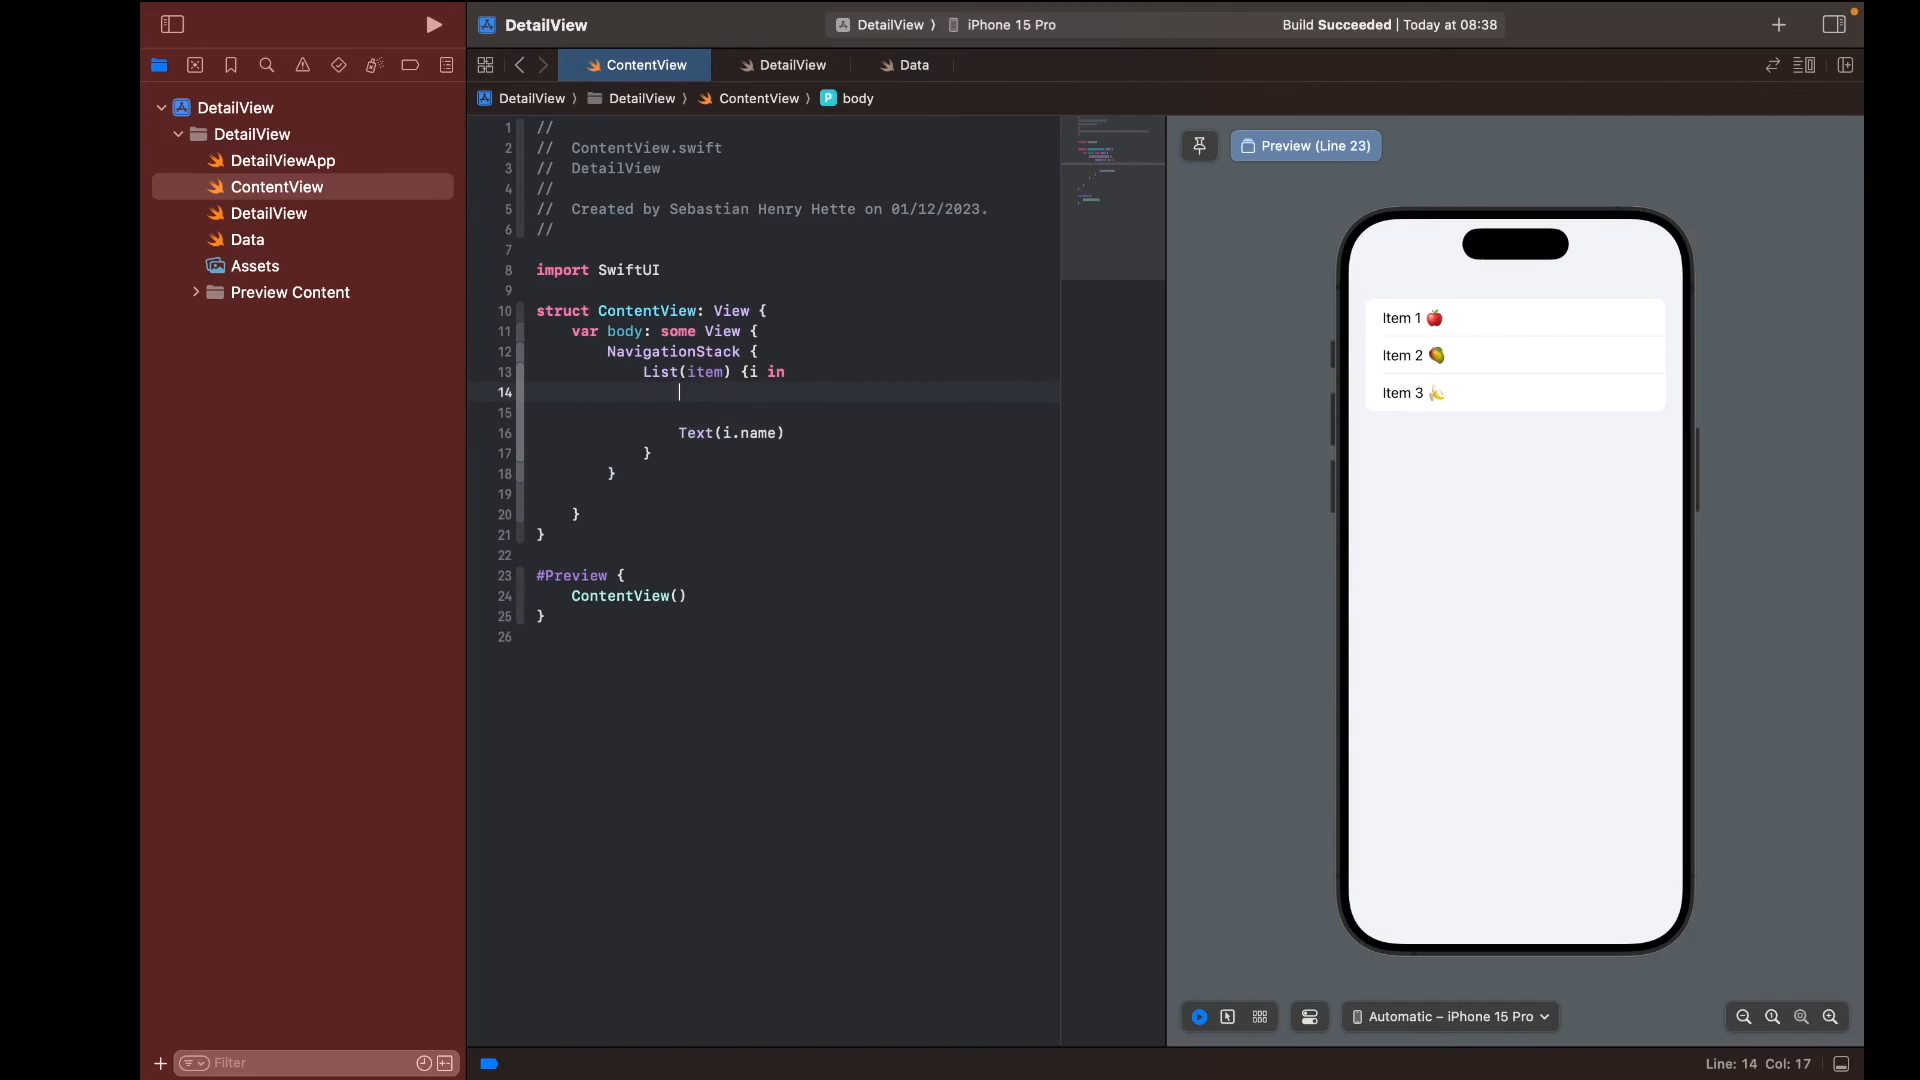 DetailView
DetailView ⟩ iPhone 15 Pro
Build Succeeded | Today at 08:38
ContentView
DetailView
Data
DetailView ⟩ DetailView ⟩ ContentView ⟩ P body
DetailView
DetailView
DetailViewApp
ContentView
DetailView
Data
Assets
Preview Content
Filter
1 //
2 //  ContentView.swift
3 //  DetailView
4 //
5 //  Created by Sebastian Henry Hette on 01/12/2023.
6 //
7
8 import SwiftUI
9
10 struct ContentView: View {
11     var body: some View {
12         NavigationStack {
13             List(item) {i in
14
15
16                 Text(i.name)
17             }
18         }
19
20     }
21 }
22
23 #Preview {
24     ContentView()
25 }
26
Preview (Line 23)
Item 1 🍎
Item 2 🥭
Item 3 🍌
Automatic – iPhone 15 Pro
Line: 14 Col: 17